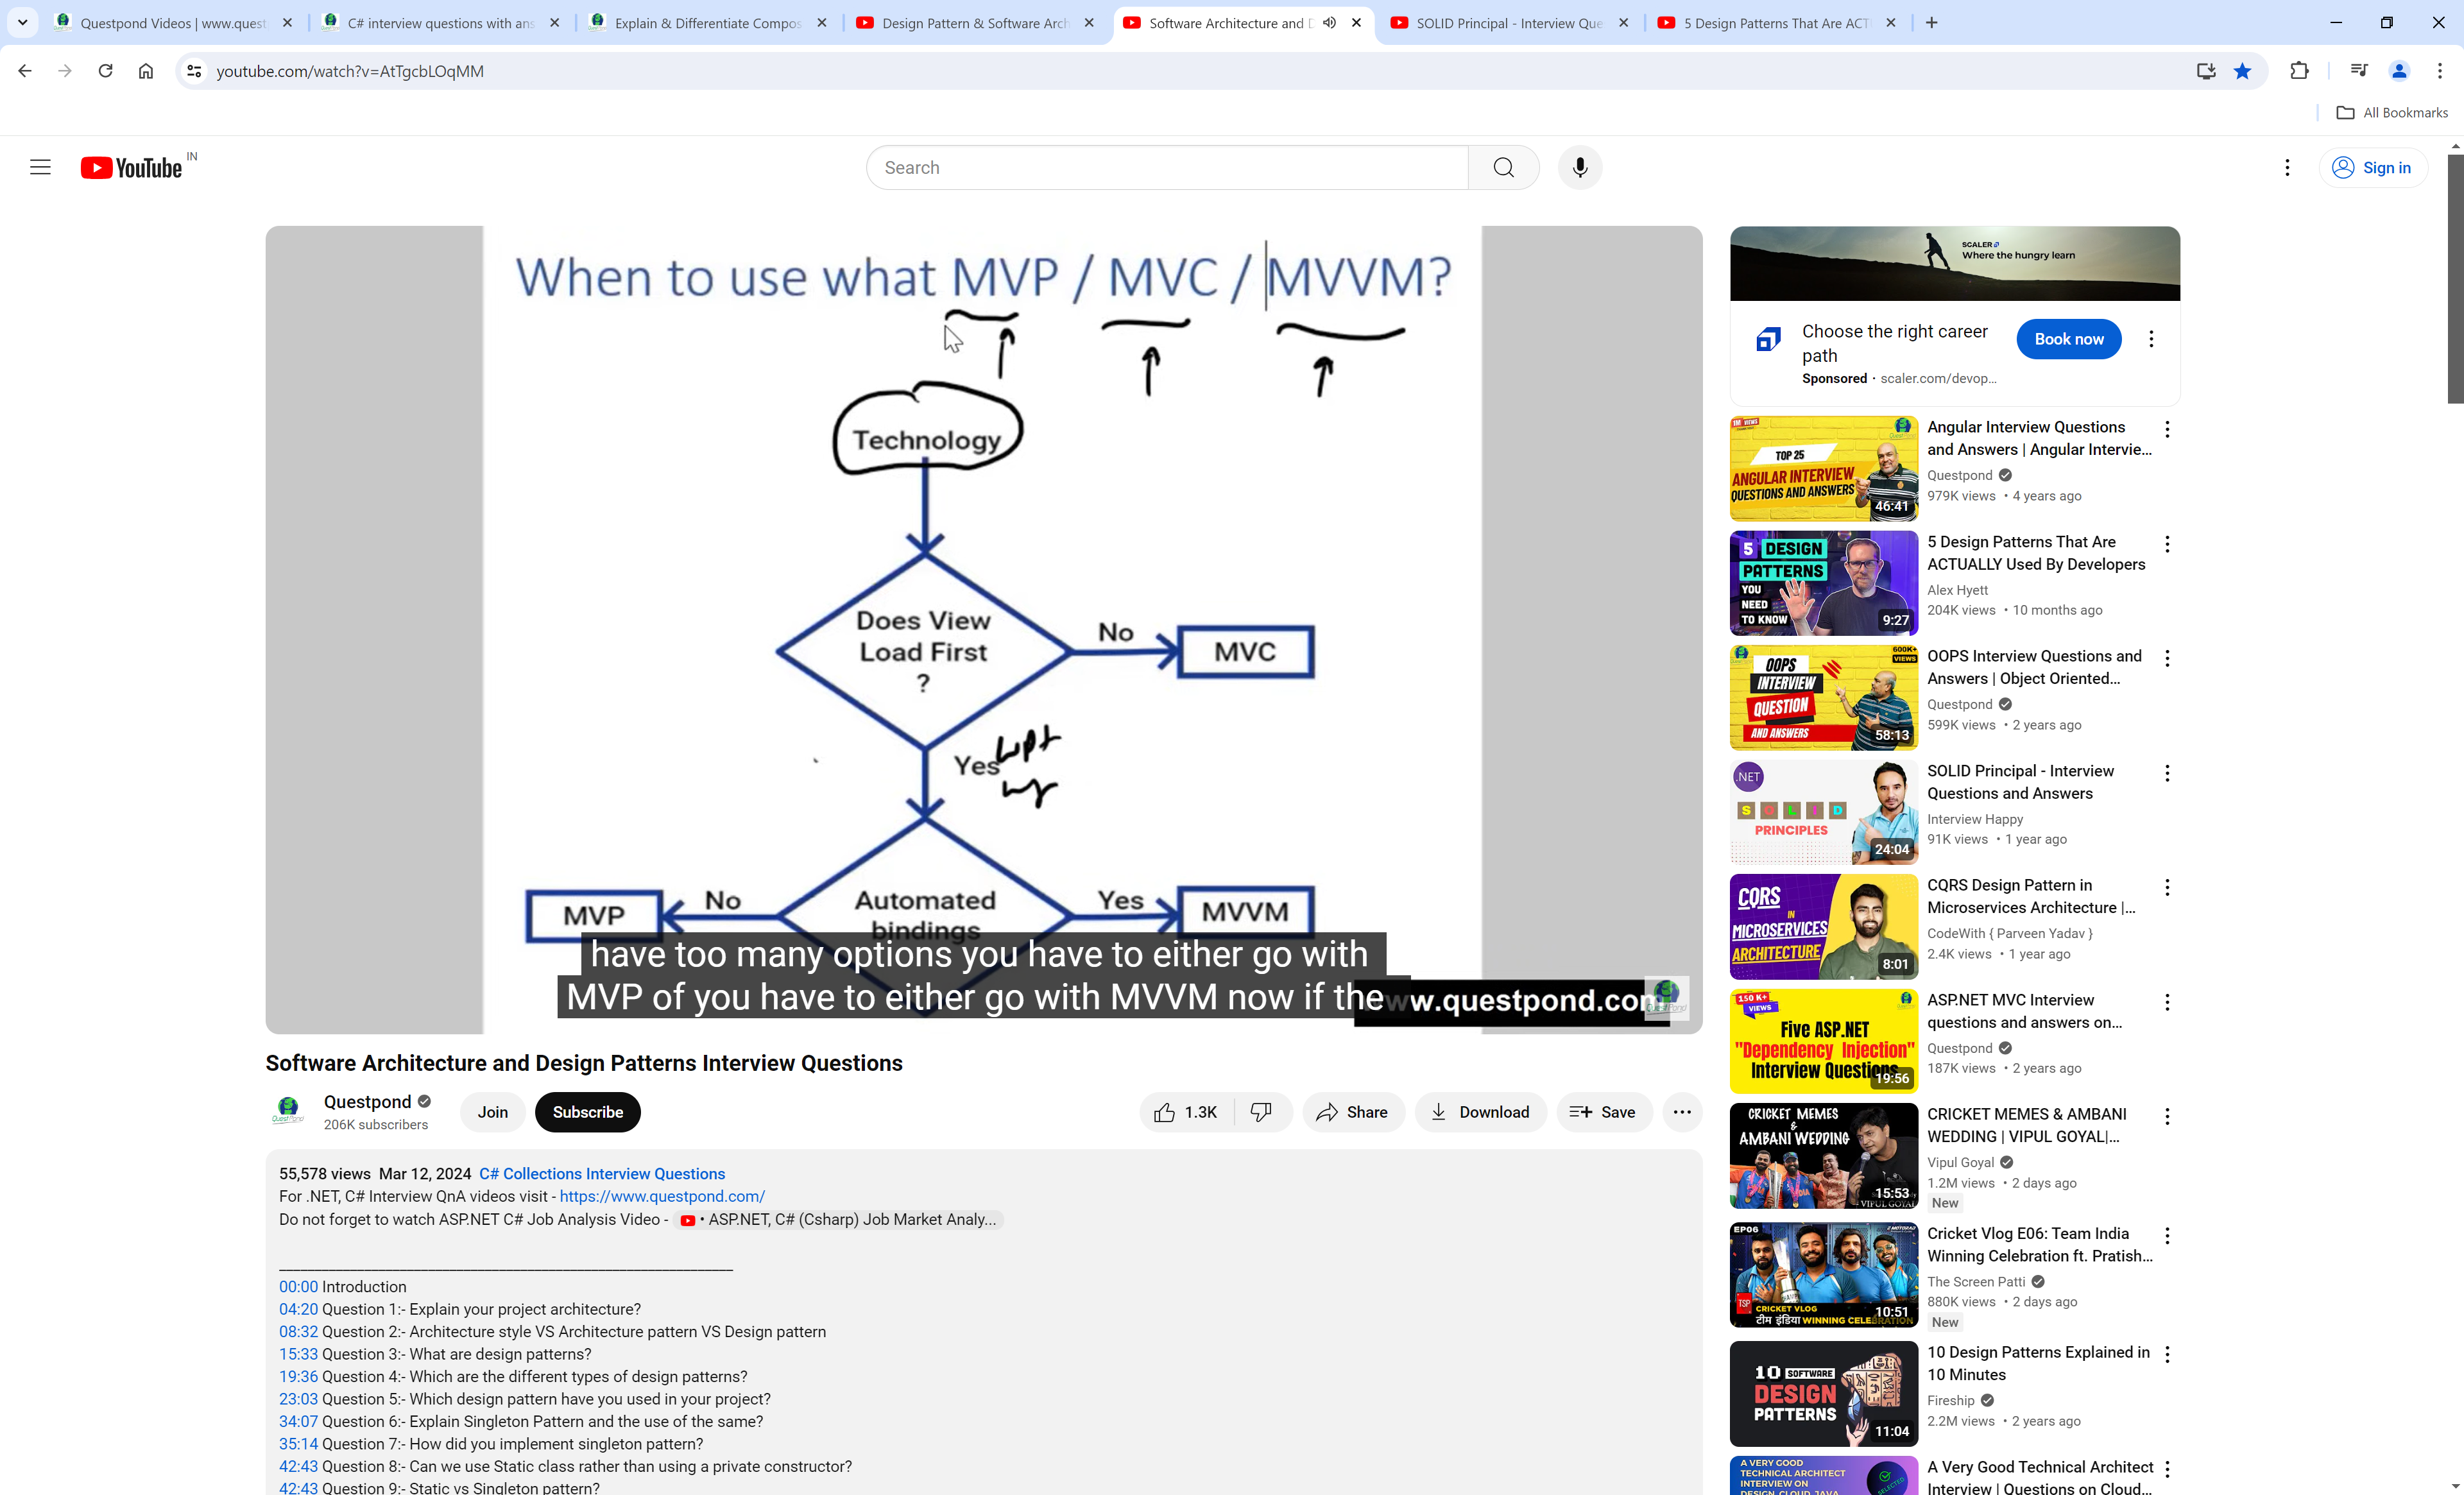 Questpond Videos | www.quest
C# interview questions with ans
Explain & Differentiate Compos
Design Pattern & Software Arch
Software Architecture and D
SOLID Principal - Interview Que
5 Design Patterns That Are ACT
youtube.com/watch?v=AtTgcbLOqMM
All Bookmarks
YouTube IN
Search
Sign in
When to use what MVP / MVC / MVVM?
Technology
Does View
Load First
?
No
MVC
Yes
MVP
No
Automated
bindings
Yes
MVVM
have too many options you have to either go with
MVP of you have to either go with MVVM now if the
www.questpond.com
Software Architecture and Design Patterns Interview Questions
Questpond
206K subscribers
Join
Subscribe
1.3K
Share
Download
Save
55,578 views Mar 12, 2024 C# Collections Interview Questions
For .NET, C# Interview QnA videos visit - https://www.questpond.com/
Do not forget to watch ASP.NET C# Job Analysis Video - • ASP.NET, C# (Csharp) Job Market Analy...
00:00 Introduction
04:20 Question 1:- Explain your project architecture?
08:32 Question 2:- Architecture style VS Architecture pattern VS Design pattern
15:33 Question 3:- What are design patterns?
19:36 Question 4:- Which are the different types of design patterns?
23:03 Question 5:- Which design pattern have you used in your project?
34:07 Question 6:- Explain Singleton Pattern and the use of the same?
35:14 Question 7:- How did you implement singleton pattern?
42:43 Question 8:- Can we use Static class rather than using a private constructor?
42:43 Question 9:- Static vs Singleton pattern?
SCALER
Where the hungry learn
Choose the right career
path
Sponsored · scaler.com/devop...
Book now
1M VIEWS
TOP 25
ANGULAR INTERVIEW
QUESTIONS AND ANSWERS
46:41
Angular Interview Questions
and Answers | Angular Intervie...
Questpond
979K views • 4 years ago
5 DESIGN
PATTERNS
YOU
NEED
TO KNOW
9:27
5 Design Patterns That Are
ACTUALLY Used By Developers
Alex Hyett
204K views • 10 months ago
600K+
VIEWS
OOPS
INTERVIEW
QUESTION
AND ANSWERS
58:13
OOPS Interview Questions and
Answers | Object Oriented...
Questpond
599K views • 2 years ago
.NET
S O L I D
PRINCIPLES
24:04
SOLID Principal - Interview
Questions and Answers
Interview Happy
91K views • 1 year ago
CQRS
IN
MICROSERVICES
ARCHITECTURE
8:01
CQRS Design Pattern in
Microservices Architecture |...
CodeWith { Parveen Yadav }
2.4K views • 1 year ago
150 K+
VIEWS
Five ASP.NET
"Dependency Injection"
Interview Questions
19:56
ASP.NET MVC Interview
questions and answers on...
Questpond
187K views • 2 years ago
CRICKET MEMES
&
AMBANI WEDDING
15:53
VIPUL GOYAL
CRICKET MEMES & AMBANI
WEDDING | VIPUL GOYAL|...
Vipul Goyal
1.2M views • 2 days ago
New
EP06
TSP
CRICKET VLOG
टीम इंडिया WINNING CELEBRATION
10:51
Cricket Vlog E06: Team India
Winning Celebration ft. Pratish...
The Screen Patti
880K views • 2 days ago
New
10 SOFTWARE
DESIGN
PATTERNS
11:04
10 Design Patterns Explained in
10 Minutes
Fireship
2.2M views • 2 years ago
A VERY GOOD
TECHNICAL ARCHITECT
INTERVIEW ON
DESIGN, CLOUD, JAVA
SELECTED
A Very Good Technical Architect
Interview | Questions on Cloud...